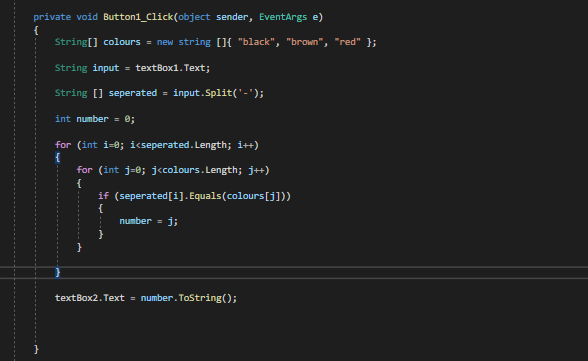 private void Button1_Click(object sender, EventArgs e)
{
String[] colours = new string []{ "black", "brown", "red" };
String input = textBox1.Text;
String [] seperated = input.Split('-');
int number = 0;
for (int i=0; i<seperated.Length; i++)
{
for (int j=0; j<colours.Length; j++)
{
if (seperated[i].Equals(colours[j]))
{
number = j;
}
}
}
textBox2.Text = number.ToString();
}